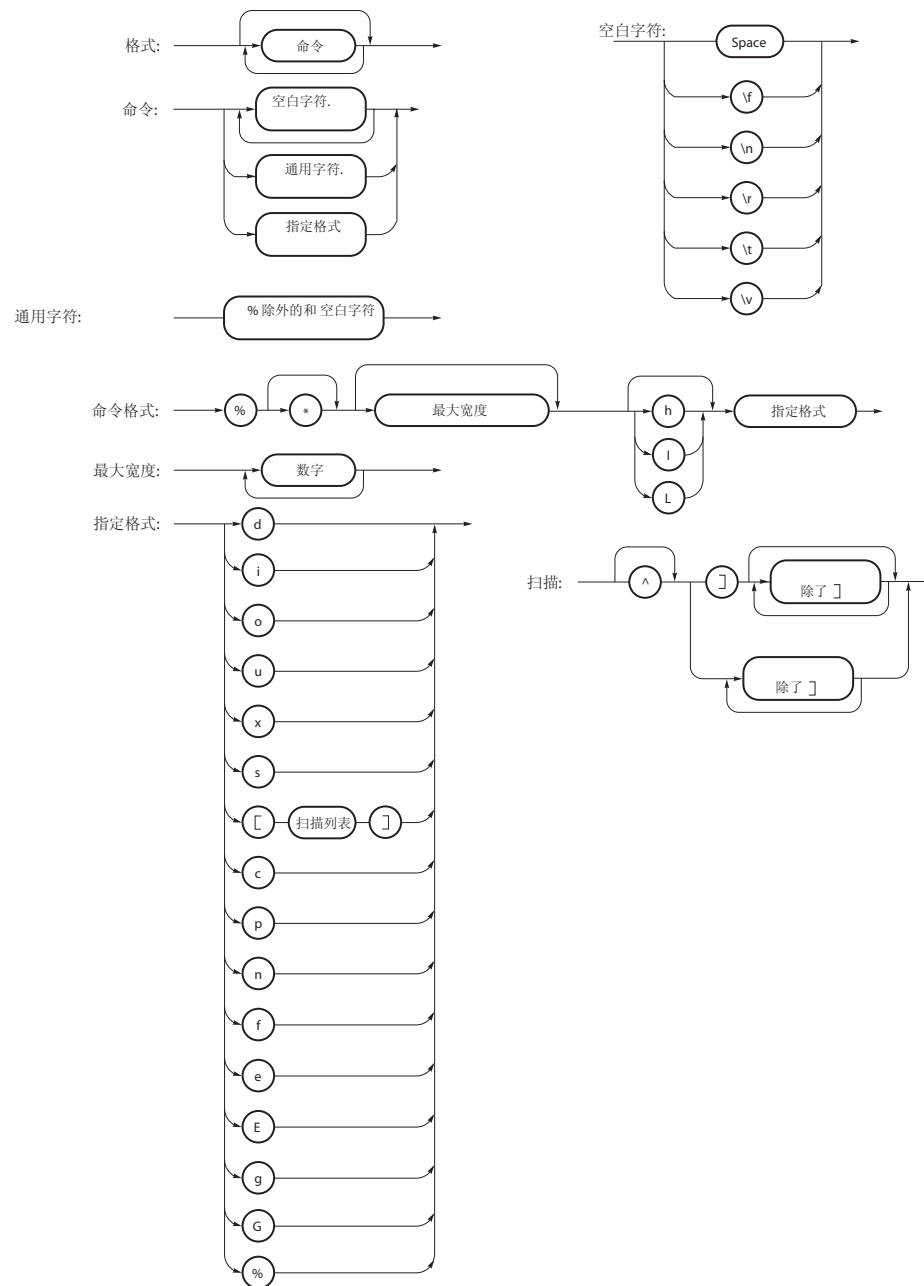 格式:
命令
命令:
空白字符.
通用字符.
指定格式
空白字符:
Space
\f
\n
\r
\t
\v
通用字符:
% 除外的和 空白字符
命令格式:
%
*
最大宽度
h
l
L
指定格式
最大宽度:
数字
指定格式:
d
i
o
u
x
s
[
扫描列表
]
c
p
n
f
e
E
g
G
%
扫描:
^
]
除了 ]
除了 ]